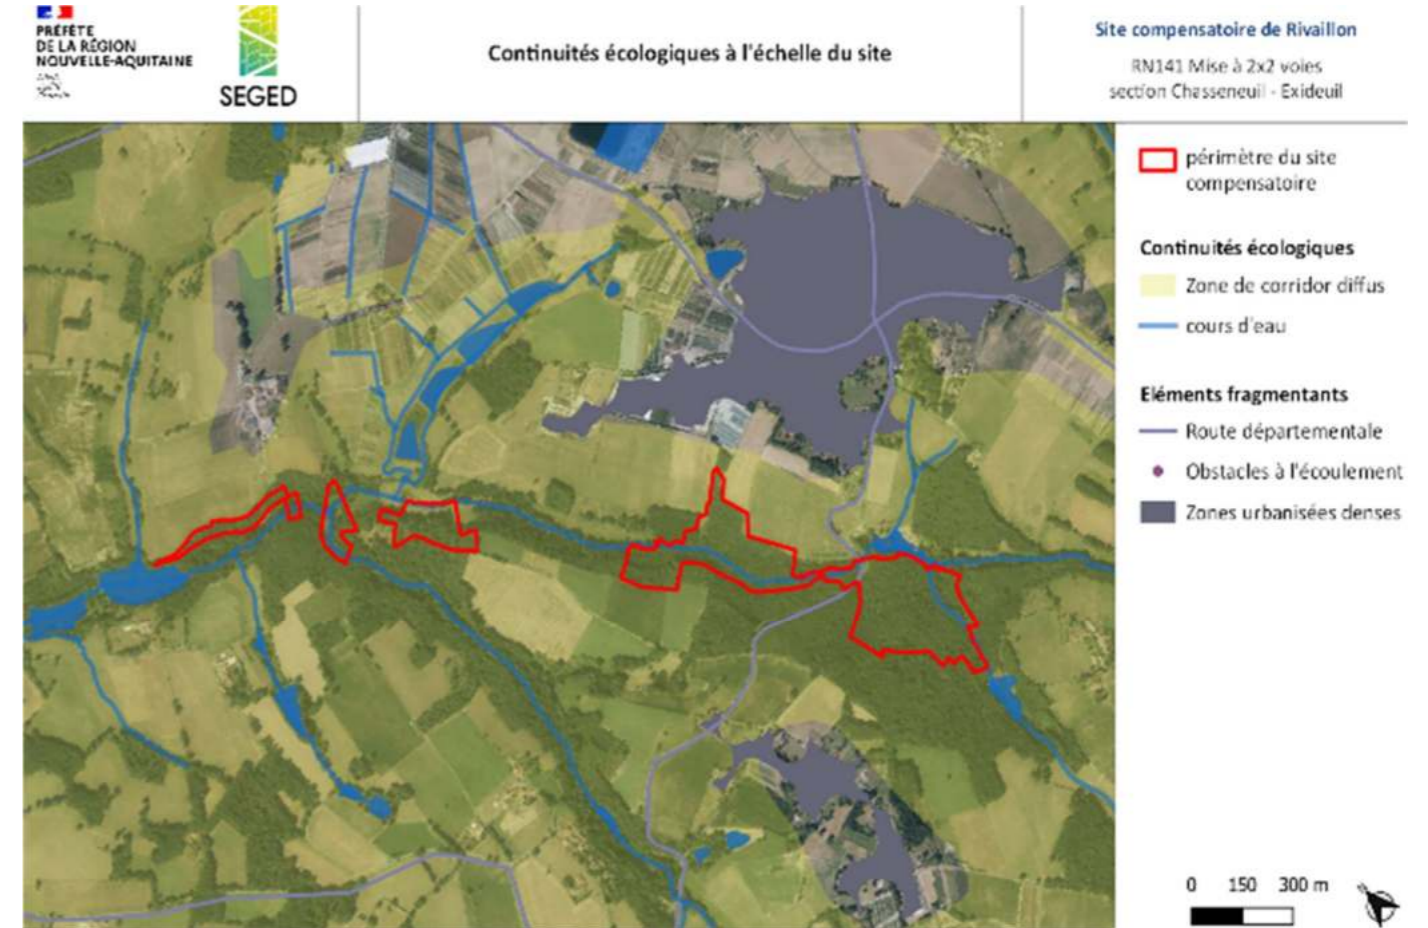 PRÉFÈTE
DE LA RÉGION
NOUVELLE-AQUITAINE
SEGED
Continuités écologiques à l'échelle du site
Site compensatoire de Rivaillon
RN141 Mise à 2x2 voies
section Chasseneuil - Exideuil
périmètre du site
compensatoire
Continuités écologiques
Zone de corridor diffus
cours d'eau
Eléments fragmentants
Route départementale
Obstacles à l'écoulement
Zones urbanisées denses
0 150 300 m